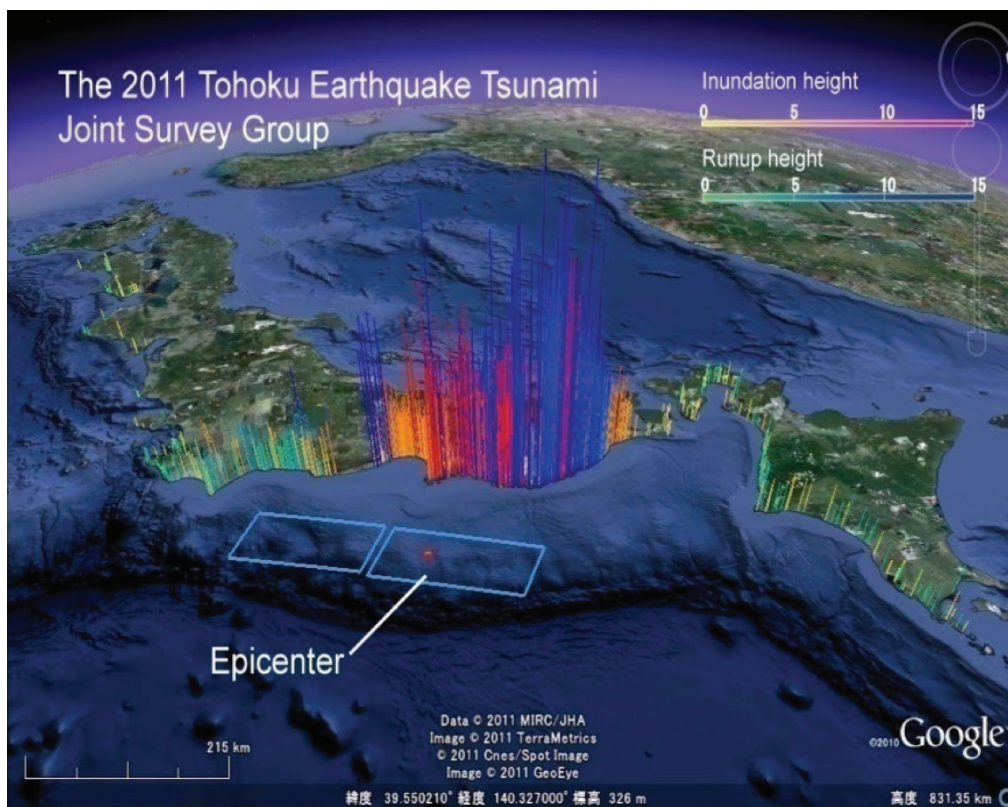 The 2011 Tohoku Earthquake Tsunami
Joint Survey Group
Inundation height
0 5 10 15
Runup height
0 5 10 15
Epicenter
215 km
Data © 2011 MIRC/JHA
Image © 2011 TerraMetrics
© 2011 Cnes/Spot Image
Image © 2011 GeoEye
©2010 Google
緯度 39.550210° 経度 140.327000° 標高 326 m
高度 831.35 km